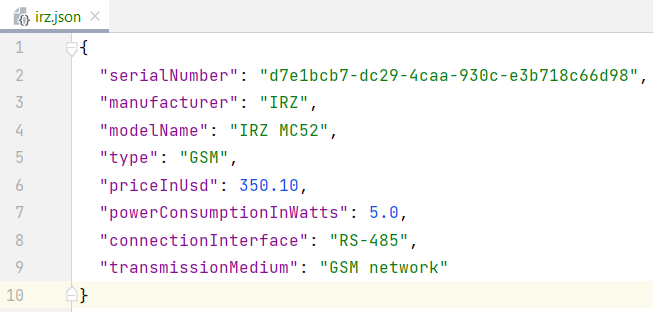 irz.json
1 {
2 "serialNumber": "d7e1bcb7-dc29-4caa-930c-e3b718c66d98",
3 "manufacturer": "IRZ",
4 "modelName": "IRZ MC52",
5 "type": "GSM",
6 "priceInUsd": 350.10,
7 "powerConsumptionInWatts": 5.0,
8 "connectionInterface": "RS-485",
9 "transmissionMedium": "GSM network"
10 }